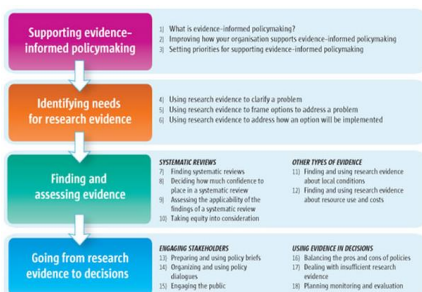 Supporting evidence-
informed policymaking
1) What is evidence-informed policymaking?
2) Improving how your organisation supports evidence-informed policymaking
3) Setting priorities for supporting evidence-informed policymaking
Identifying needs
for research evidence
4) Using research evidence to clarify a problem
5) Using research evidence to frame options to address a problem
6) Using research evidence to address how an option will be implemented
Finding and
assessing evidence
SYSTEMATIC REVIEWS
7) Finding systematic reviews
8) Deciding how much confidence to
place in a systematic review
9) Assessing the applicability of the
findings of a systematic review
10) Taking equity into consideration
OTHER TYPES OF EVIDENCE
11) Finding and using research evidence
about local conditions
12) Finding and using research evidence
about resource use and costs
Going from research
evidence to decisions
ENGAGING STAKEHOLDERS
13) Preparing and using policy briefs
14) Organizing and using policy
dialogues
15) Engaging the public
USING EVIDENCE IN DECISIONS
16) Balancing the pros and cons of policies
17) Dealing with insufficient research
evidence
18) Planning monitoring and evaluation